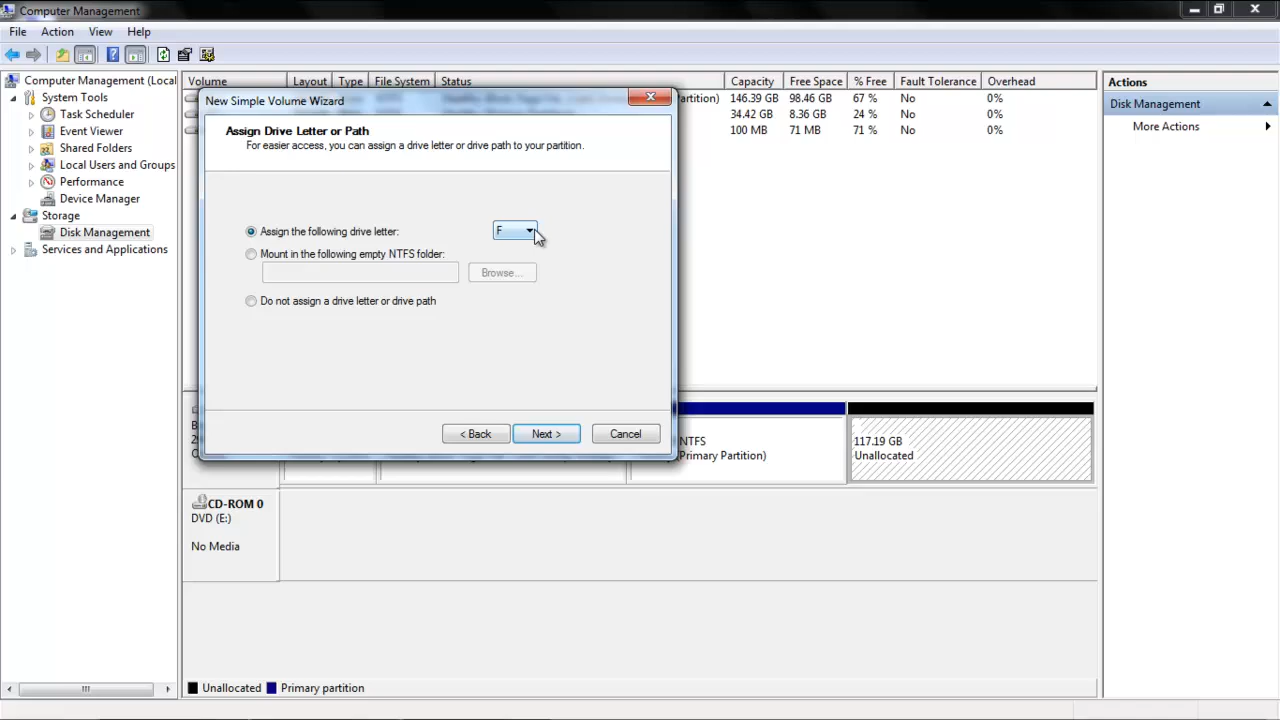 Computer Management
File Action View Help
Computer Management (Local
System Tools
Task Scheduler
Event Viewer
Shared Folders
Local Users and Groups
Performance
Device Manager
Storage
Disk Management
Services and Applications
Volume Layout Type File System Status Capacity Free Space % Free Fault Tolerance Overhead
Partition) 146.39 GB 98.46 GB 67 % No 0%
34.42 GB 8.36 GB 24 % No 0%
100 MB 71 MB 71 % No 0%
New Simple Volume Wizard
Assign Drive Letter or Path
For easier access, you can assign a drive letter or drive path to your partition.
Assign the following drive letter: F
Mount in the following empty NTFS folder:
Browse...
Do not assign a drive letter or drive path
< Back Next > Cancel
NTFS
(Primary Partition)
117.19 GB
Unallocated
CD-ROM 0
DVD (E:)
No Media
Unallocated Primary partition
Actions
Disk Management
More Actions